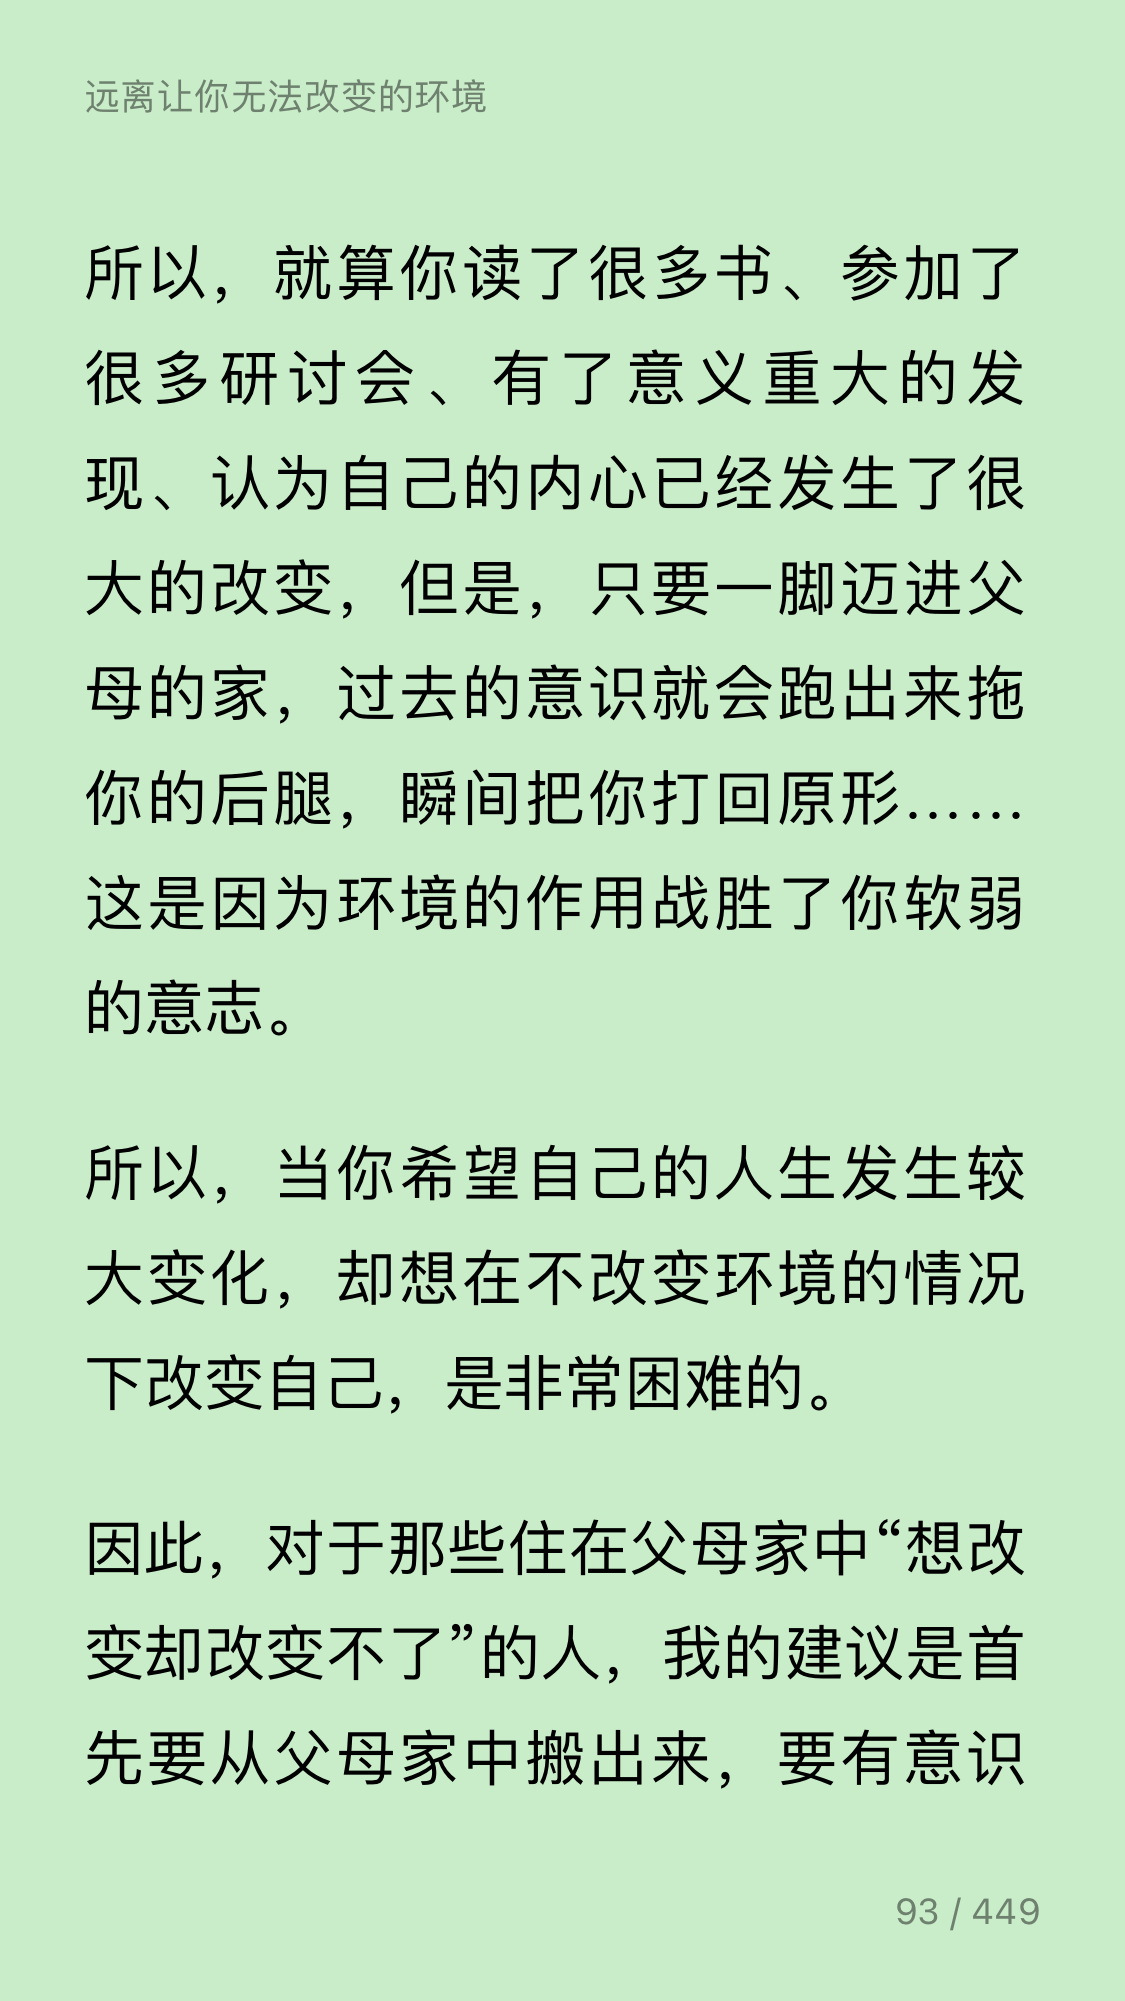 远离让你无法改变的环境
所以，就算你读了很多书、参加了
很多研讨会、有了意义重大的发
现、认为自己的内心已经发生了很
大的改变，但是，只要一脚迈进父
母的家，过去的意识就会跑出来拖
你的后腿，瞬间把你打回原形……
这是因为环境的作用战胜了你软弱
的意志。
所以，当你希望自己的人生发生较
大变化，却想在不改变环境的情况
下改变自己，是非常困难的。
因此，对于那些住在父母家中“想改
变却改变不了”的人，我的建议是首
先要从父母家中搬出来，要有意识
93 / 449